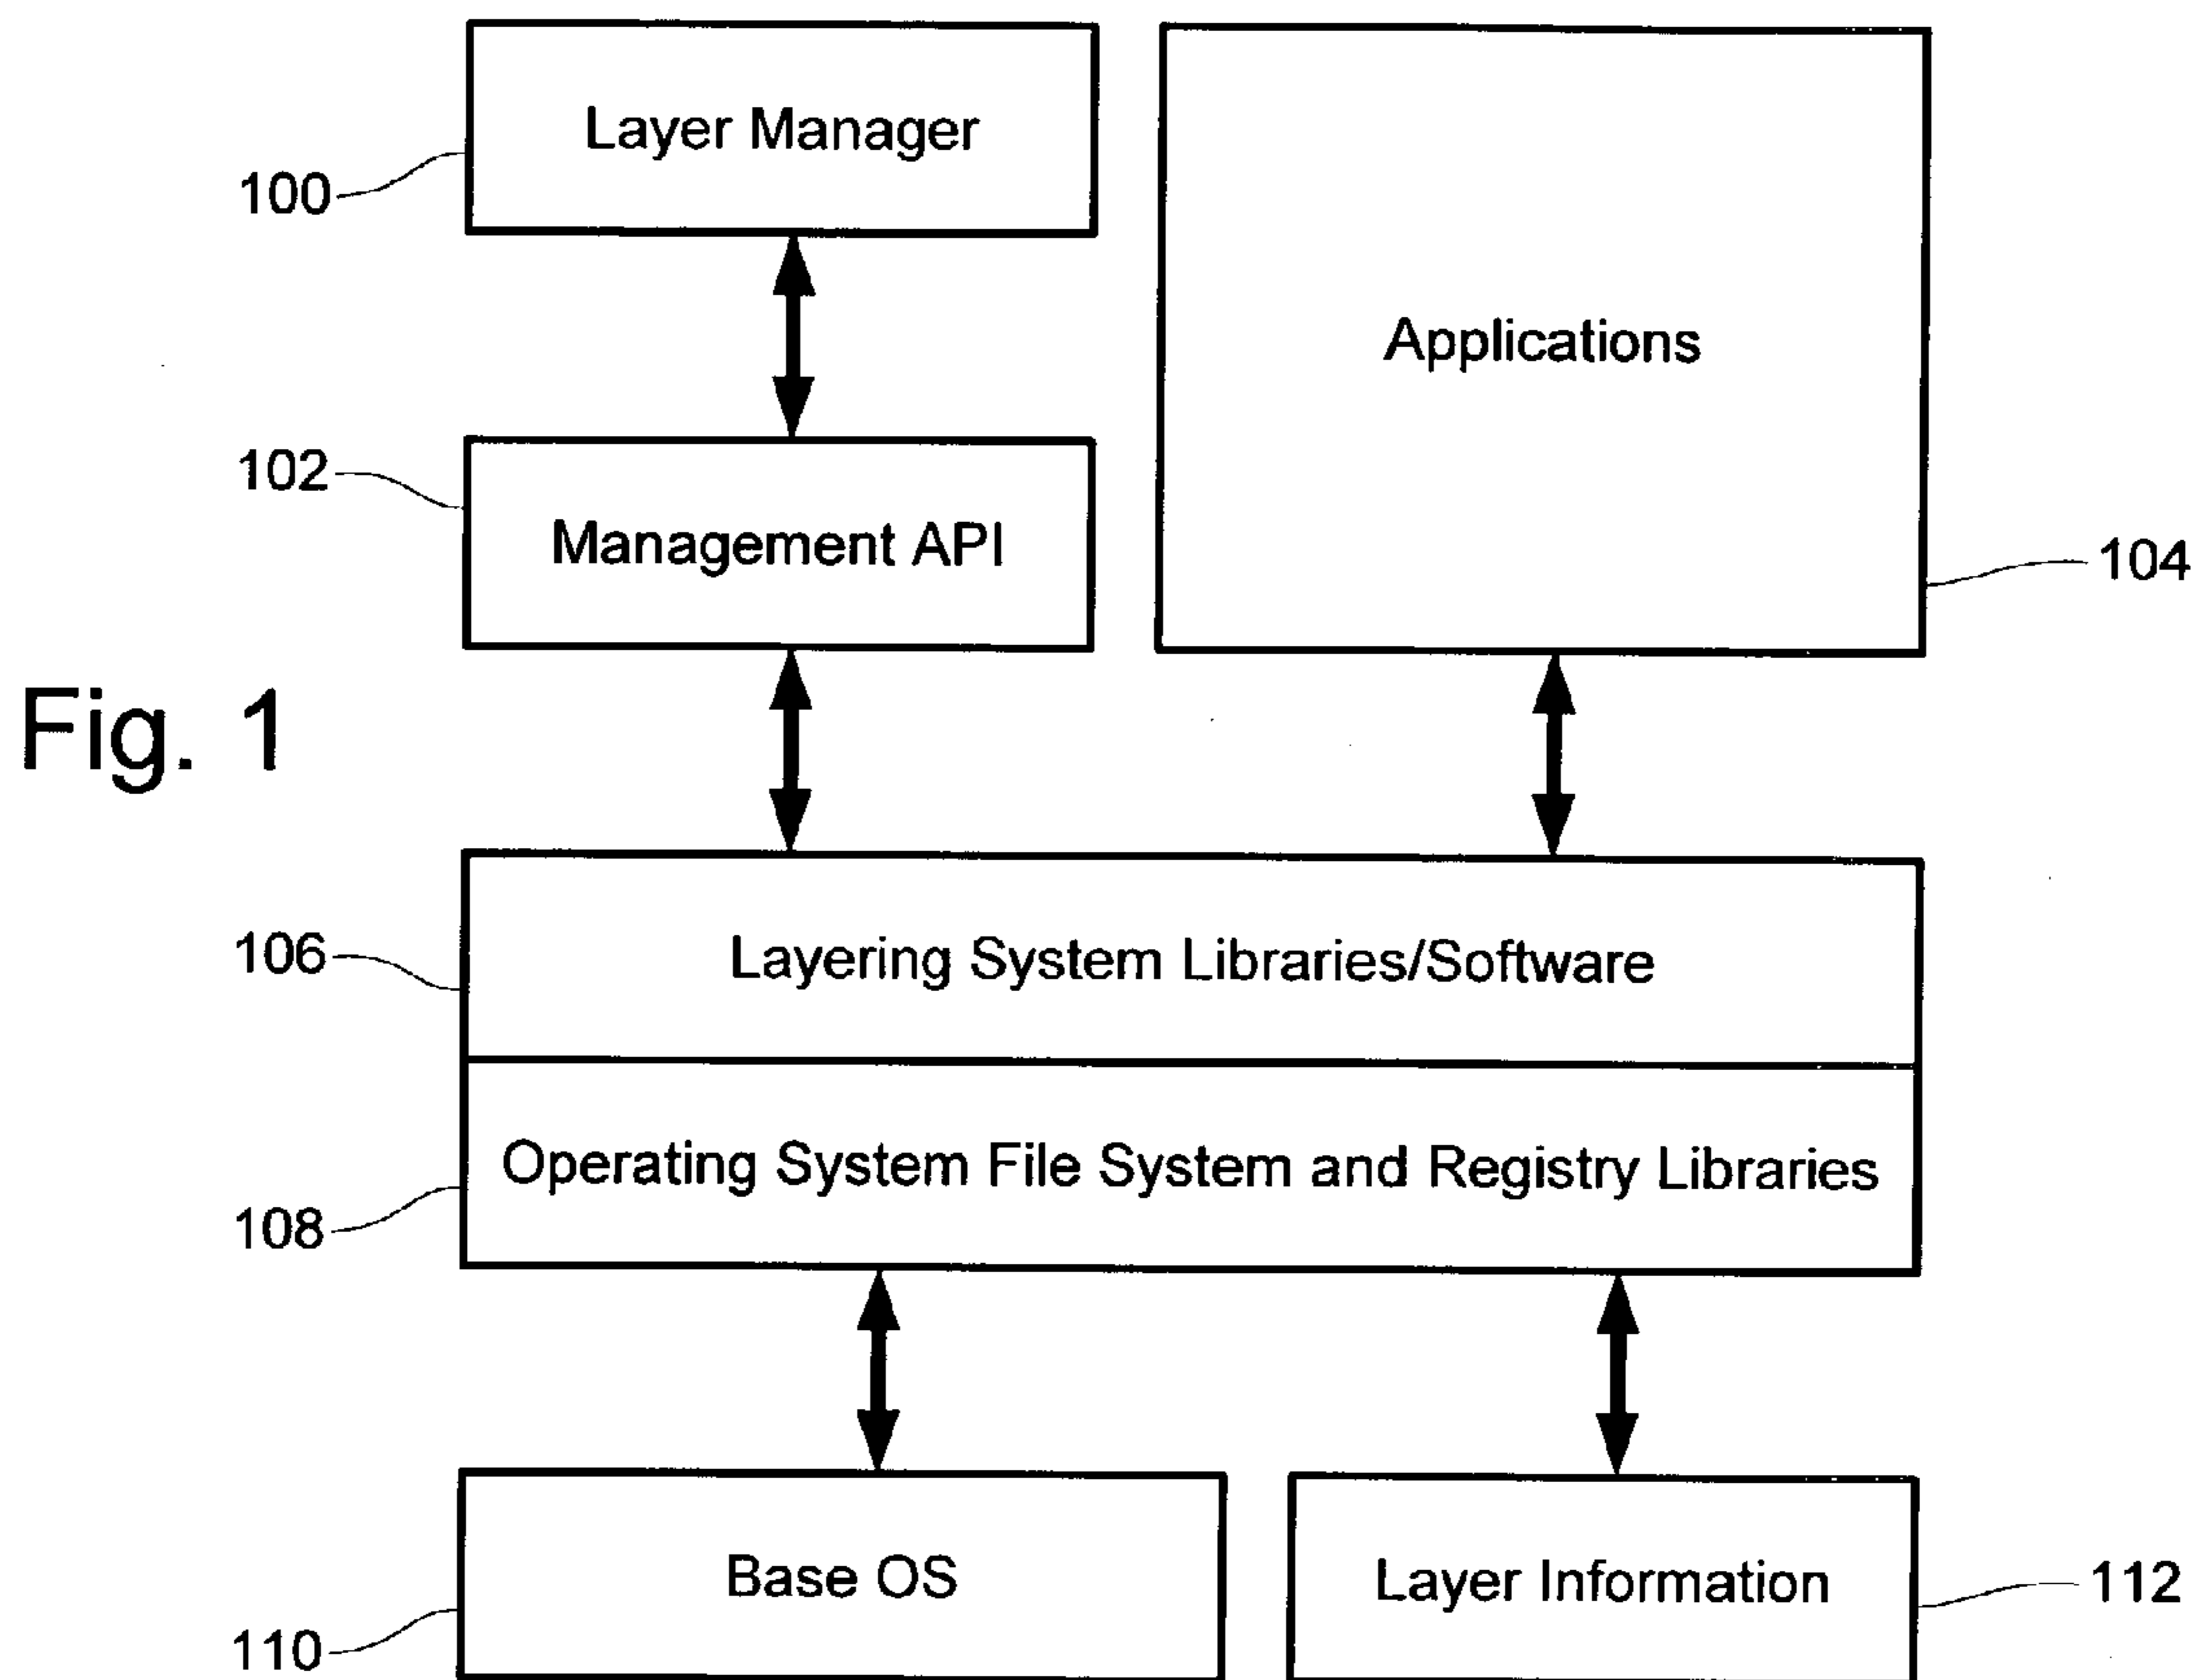 Layer Manager
100
Applications
102
Management API
104
Fig. 1
106
Layering System Libraries/Software
Operating System File System and Registry Libraries
108
Base OS
Layer Information
112
110